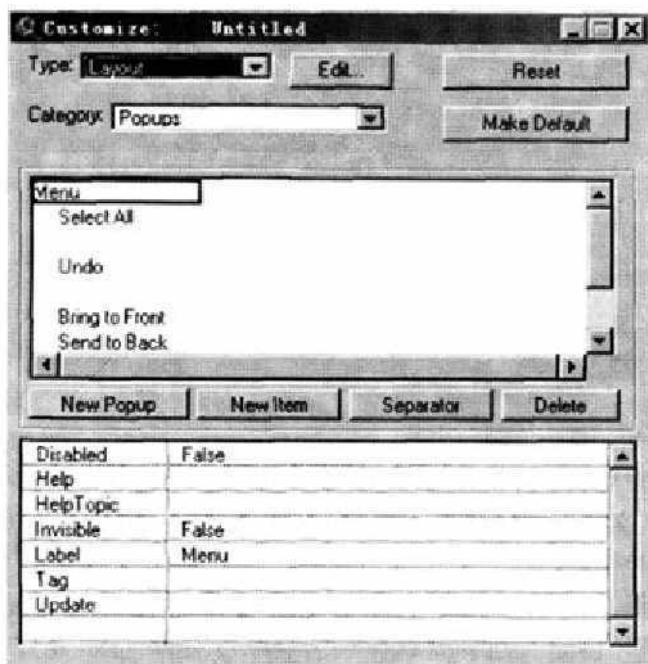 Customize: Untitled
Type: Layout Edit... Reset
Category: Popups Make Default
Menu
Select All
Undo
Bring to Front
Send to Back
New Popup New Item Separator Delete
Disabled False
Help
HelpTopic
Invisible False
Label Menu
Tag
Update